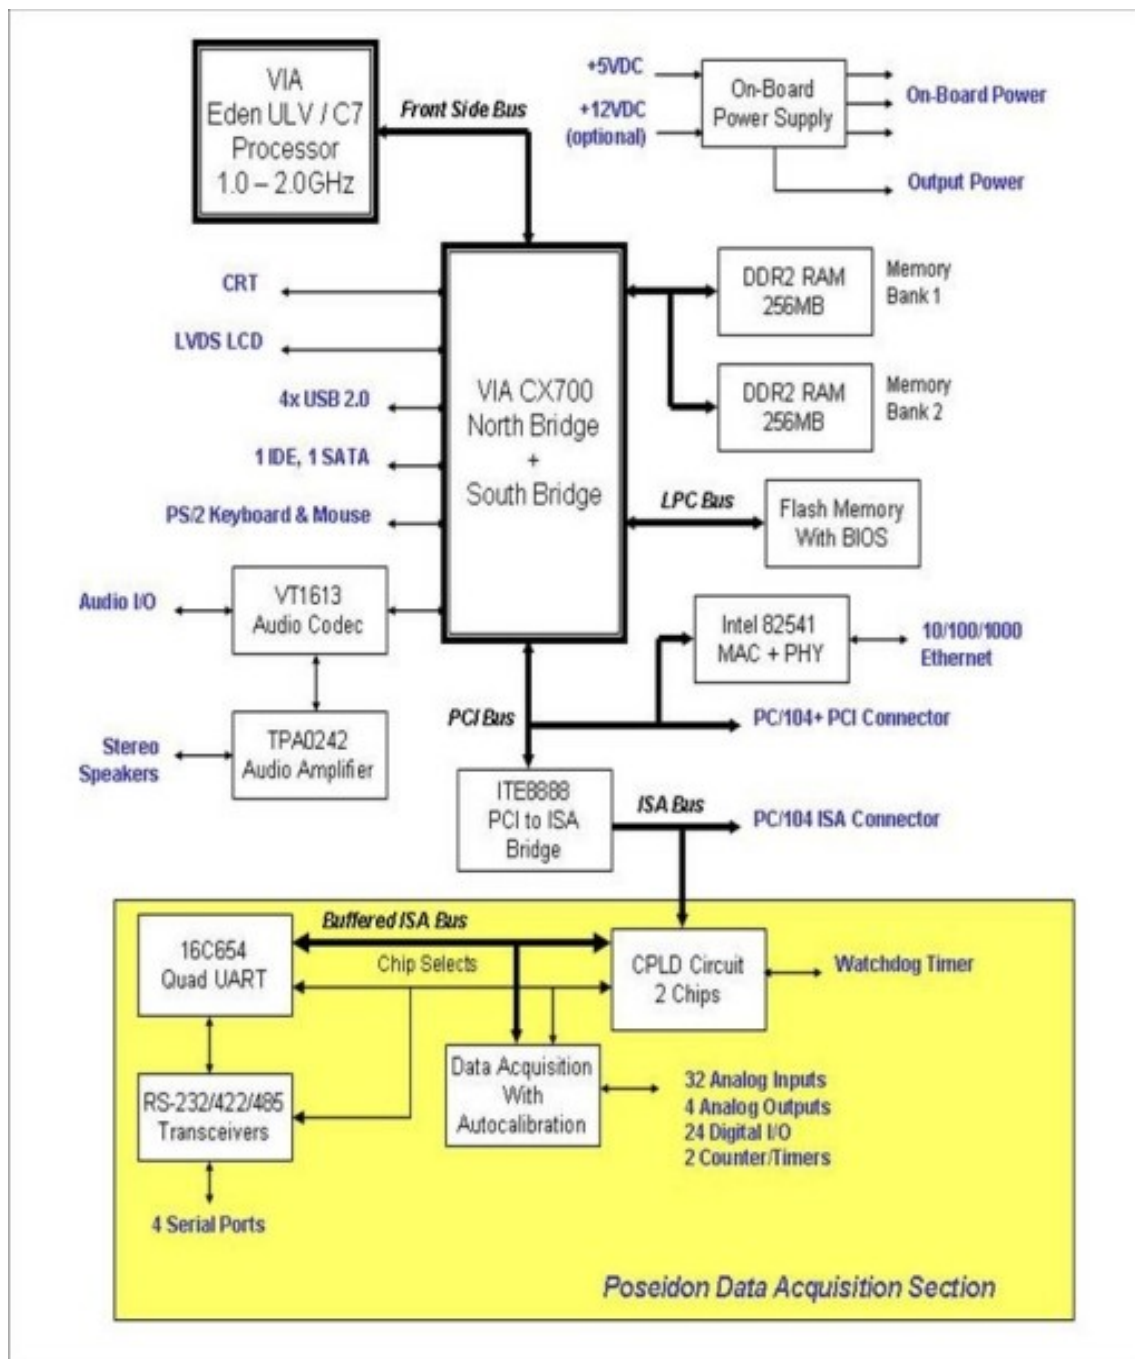 VIA
Eden ULV / C7
Processor
1.0 – 2.0GHz
Front Side Bus
+5VDC
+12VDC
(optional)
On-Board
Power Supply
On-Board Power
Output Power
CRT
LVDS LCD
4x USB 2.0
1 IDE, 1 SATA
PS/2 Keyboard & Mouse
VIA CX700
North Bridge
+
South Bridge
DDR2 RAM
256MB
Memory
Bank 1
DDR2 RAM
256MB
Memory
Bank 2
LPC Bus
Flash Memory
With BIOS
Audio I/O
VT1613
Audio Codec
Intel 82541
MAC + PHY
10/100/1000
Ethernet
PCI Bus
PC/104+ PCI Connector
Stereo
Speakers
TPA0242
Audio Amplifier
ITE8888
PCI to ISA
Bridge
ISA Bus
PC/104 ISA Connector
16C654
Quad UART
Buffered ISA Bus
Chip Selects
CPLD Circuit
2 Chips
Watchdog Timer
RS-232/422/485
Transceivers
Data Acquisition
With
Autocalibration
32 Analog Inputs
4 Analog Outputs
24 Digital I/O
2 Counter/Timers
4 Serial Ports
Poseidon Data Acquisition Section